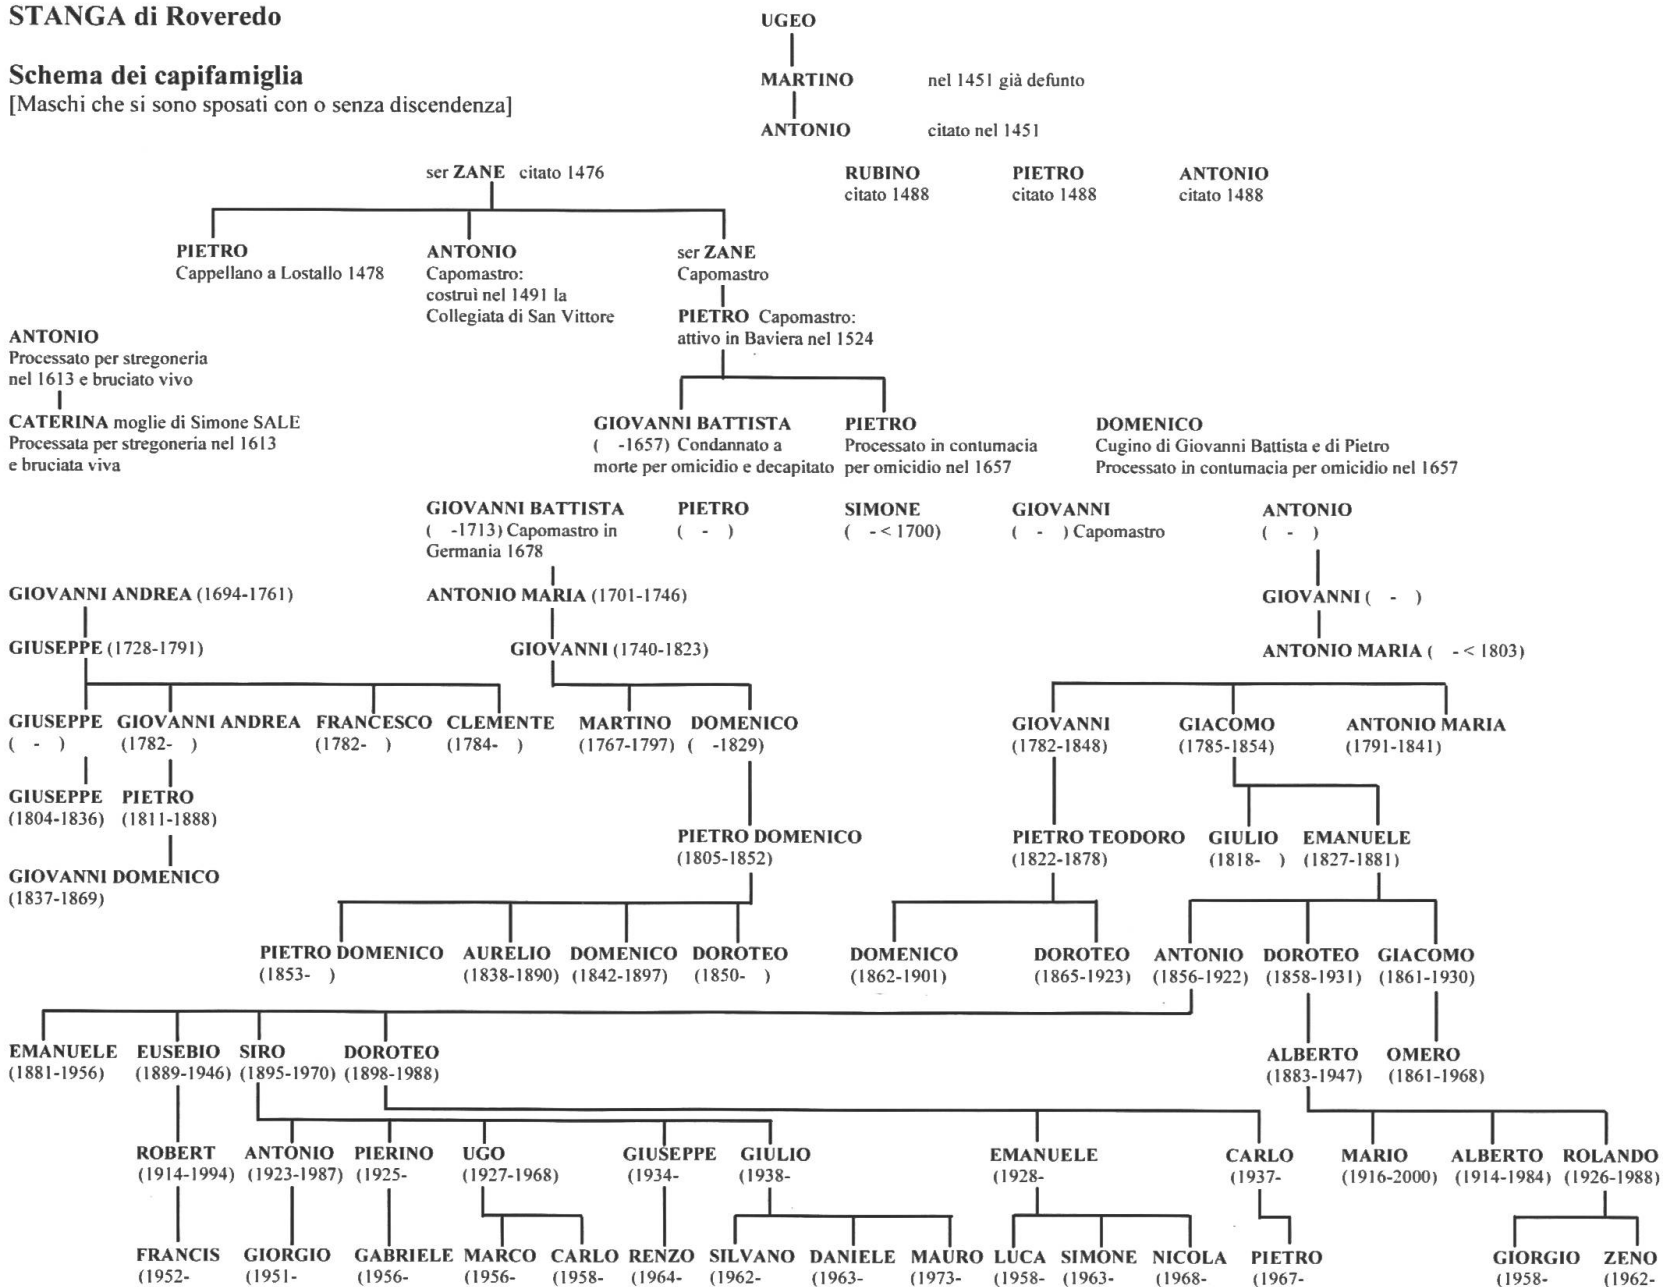 STANGA di Roveredo
Schema dei capifamiglia
[Maschi che si sono sposati con o senza discendenza]
UGEO
MARTINO nel 1451 già defunto
ANTONIO citato nel 1451
ser ZANE citato 1476
RUBINO PIETRO ANTONIO
citato 1488 citato 1488 citato 1488
PIETRO
Cappellano a Lostallo 1478
ANTONIO
Capomastro:
costruì nel 1491 la
Collegiata di San Vittore
ser ZANE
Capomastro
PIETRO Capomastro:
attivo in Baviera nel 1524
ANTONIO
Processato per stregoneria
nel 1613 e bruciato vivo
CATERINA moglie di Simone SALE
Processata per stregoneria nel 1613
e bruciata viva
GIOVANNI BATTISTA
( -1657) Condannato a
morte per omicidio e decapitato
PIETRO
Processato in contumacia
per omicidio nel 1657
DOMENICO
Cugino di Giovanni Battista e di Pietro
Processato in contumacia per omicidio nel 1657
GIOVANNI BATTISTA
( -1713) Capomastro in
Germania 1678
PIETRO
( - )
SIMONE
( - < 1700)
GIOVANNI
( - ) Capomastro
ANTONIO
( - )
GIOVANNI ANDREA (1694-1761) ANTONIO MARIA (1701-1746) GIOVANNI ( - )
GIUSEPPE (1728-1791) GIOVANNI (1740-1823) ANTONIO MARIA ( - < 1803)
GIUSEPPE GIOVANNI ANDREA FRANCESCO CLEMENTE MARTINO DOMENICO GIOVANNI GIACOMO ANTONIO MARIA
( - ) (1782- ) (1782- ) (1784- ) (1767-1797) ( -1829) (1782-1848) (1785-1854) (1791-1841)
GIUSEPPE PIETRO
(1804-1836) (1811-1888)
PIETRO DOMENICO PIETRO TEODORO GIULIO EMANUELE
(1805-1852) (1822-1878) (1818- ) (1827-1881)
GIOVANNI DOMENICO
(1837-1869)
PIETRO DOMENICO AURELIO DOMENICO DOROTEO DOMENICO DOROTEO ANTONIO DOROTEO GIACOMO
(1853- ) (1838-1890) (1842-1897) (1850- ) (1862-1901) (1865-1923) (1856-1922) (1858-1931) (1861-1930)
EMANUELE EUSEBIO SIRO DOROTEO ALBERTO OMERO
(1881-1956) (1889-1946) (1895-1970) (1898-1988) (1883-1947) (1861-1968)
ROBERT ANTONIO PIERINO UGO GIUSEPPE GIULIO EMANUELE CARLO MARIO ALBERTO ROLANDO
(1914-1994) (1923-1987) (1925- (1927-1968) (1934- (1938- (1928- (1937- (1916-2000) (1914-1984) (1926-1988)
FRANCIS GIORGIO GABRIELE MARCO CARLO RENZO SILVANO DANIELE MAURO LUCA SIMONE NICOLA PIETRO GIORGIO ZENO
(1952- (1951- (1956- (1956- (1958- (1964- (1962- (1963- (1973- (1958- (1963- (1968- (1967- (1958- (1962-